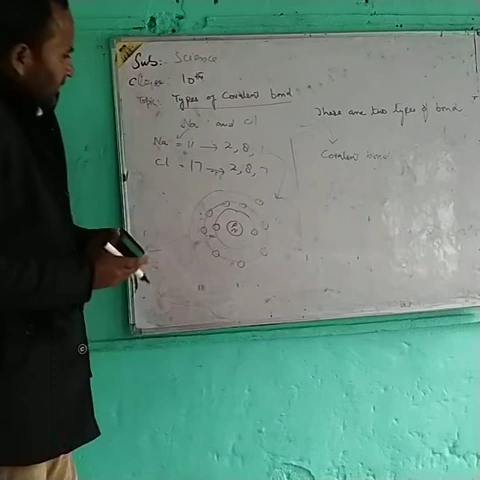 Sub:- Science
Class: 10th
Topic: Types of Covalent bond
Na and Cl
Na = 11 → 2, 8, 1
Cl = 17 → 2, 8, 7
These are two types of bond
Covalent bond